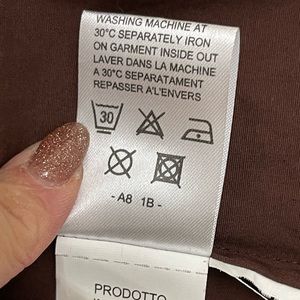 WASHING MACHINE AT
30°C SEPARATELY IRON
ON GARMENT INSIDE OUT
LAVER DANS LA MACHINE
A 30°C SEPARATAMENT
REPASSER A'L'ENVERS
30
- A8 1B -
PRODOTTO